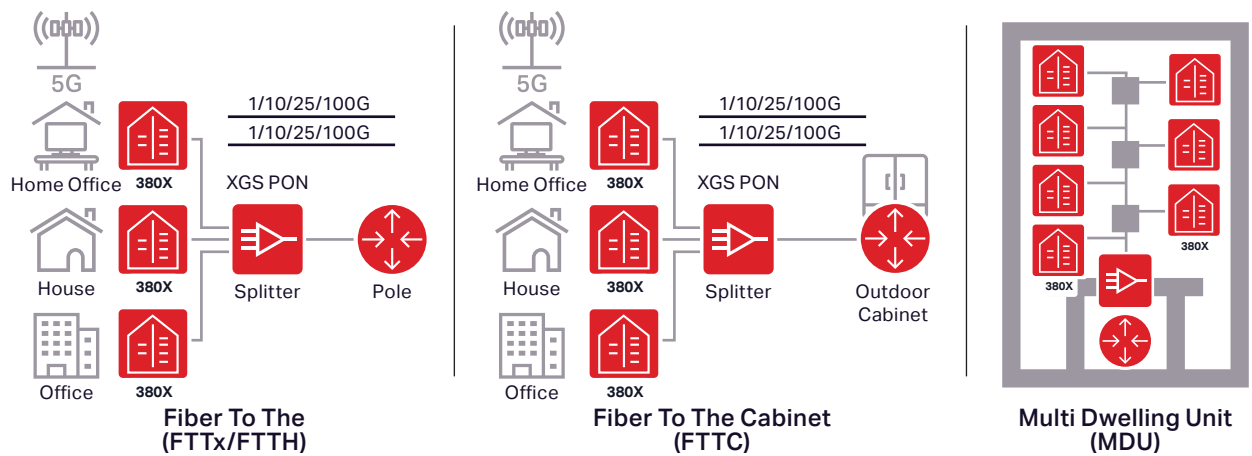 5G
Home Office
380X
1/10/25/100G
1/10/25/100G
XGS PON
House
380X
Splitter
Pole
Office
380X
Fiber To The
(FTTx/FTTH)
5G
Home Office
380X
1/10/25/100G
1/10/25/100G
XGS PON
House
380X
Splitter
Outdoor
Cabinet
Office
380X
Fiber To The Cabinet
(FTTC)
380X
380X
Multi Dwelling Unit
(MDU)